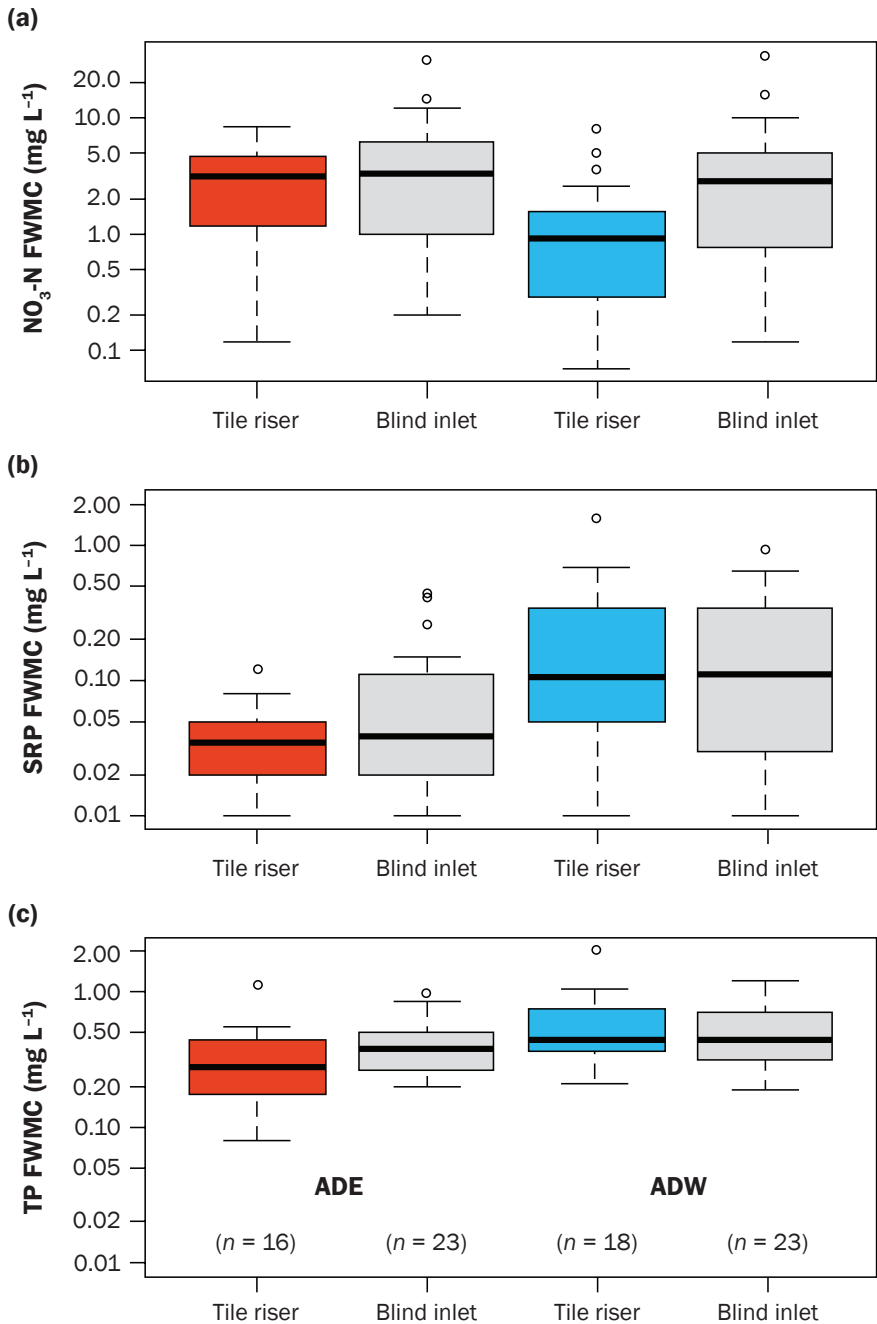 (a)
NO₃-N FWMC (mg L⁻¹)
20.0
10.0
5.0
2.0
1.0
0.5
0.2
0.1
Tile riser Blind inlet Tile riser Blind inlet
(b)
SRP FWMC (mg L⁻¹)
2.00
1.00
0.50
0.20
0.10
0.05
0.02
0.01
Tile riser Blind inlet Tile riser Blind inlet
(c)
TP FWMC (mg L⁻¹)
2.00
1.00
0.50
0.20
0.10
0.05
0.02
0.01
ADE ADW
(n = 16) (n = 23) (n = 18) (n = 23)
Tile riser Blind inlet Tile riser Blind inlet